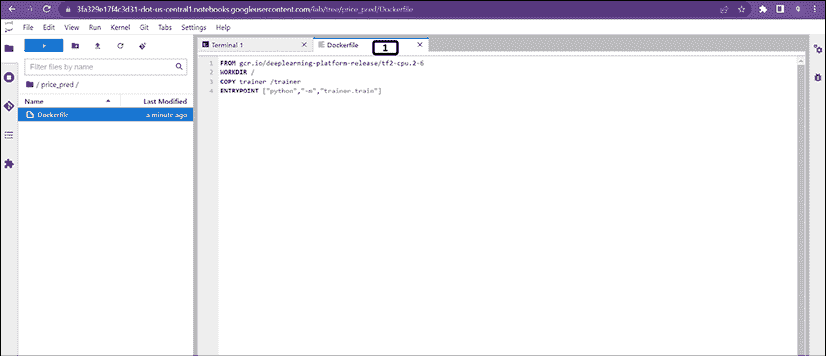 3fa329e17f4c3d31-dot-us-central1.notebooks.googleusercontent.com/lab/tree/price_pred/Dockerfile
File Edit View Run Kernel Git Tabs Settings Help
Terminal 1 Dockerfile 1
Filter files by name
/ price_pred /
Name Last Modified
Dockerfile a minute ago
1 FROM gcr.io/deeplearning-platform-release/tf2-cpu.2-6
2 WORKDIR /
3 COPY trainer /trainer
4 ENTRYPOINT ["python","-m","trainer.train"]